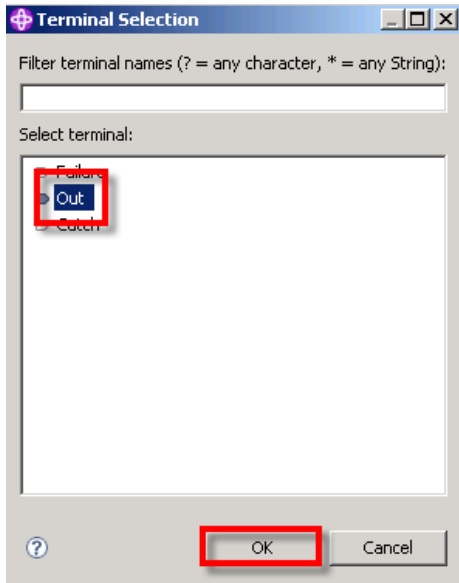 Terminal Selection
Filter terminal names (? = any character, * = any String):
Select terminal:
Failure
Out
Catch
OK Cancel